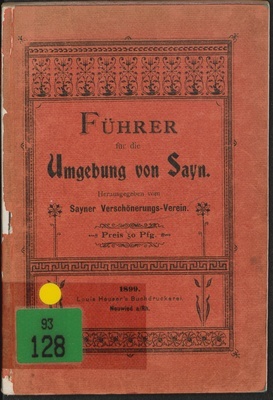 FÜHRER
für die
Umgebung von Sayn.
Herausgegeben vom
Sayner Verschönerungs-Verein.
Preis 50 Pfg.
1899.
Louis Heuser's Buchdruckerei
Neuwied a/Rh.
93
128